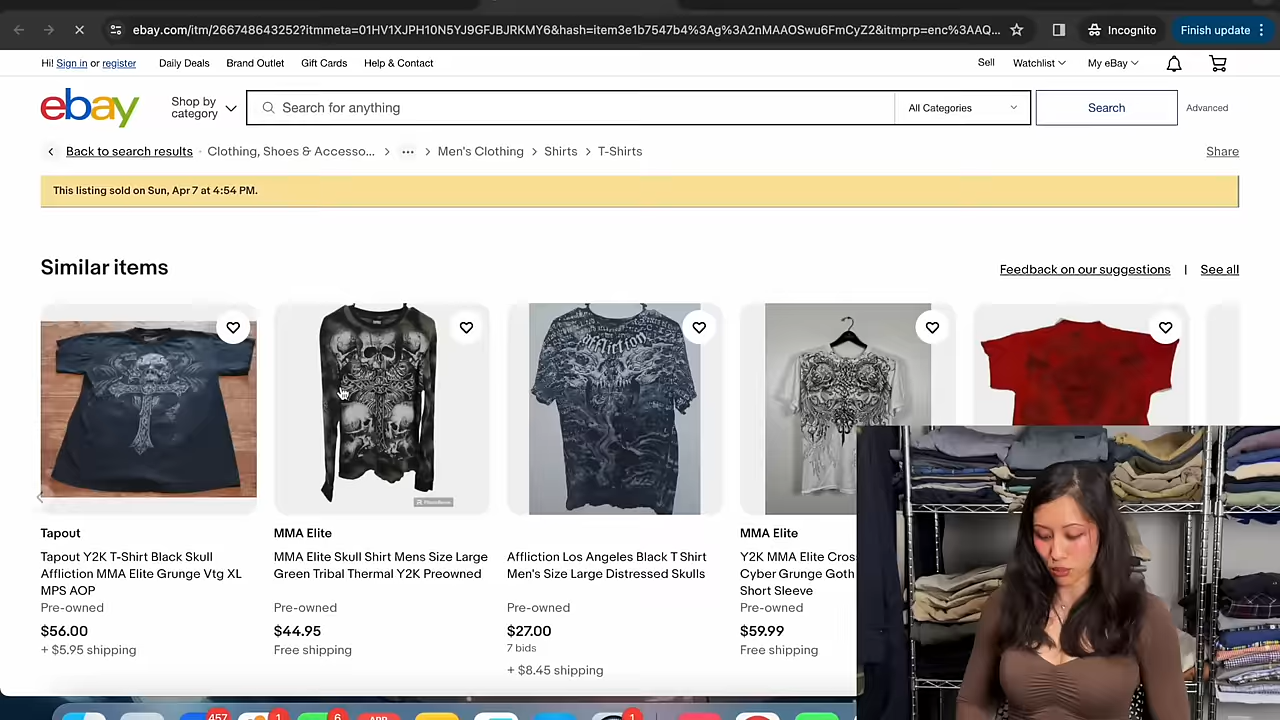 ebay.com/itm/266748643252?itmmeta=01HV1XJPH10N5YJ9GFJBJRKMY6&hash=item3e1b7547b4%3Ag%3A2nMAAOSwu6FmCyZ2&itmprp=enc%3AAQ...
Incognito
Finish update
Hi! Sign in or register
Daily Deals
Brand Outlet
Gift Cards
Help & Contact
Sell
Watchlist
My eBay
ebay
Shop by
category
Search for anything
All Categories
Search
Advanced
Back to search results
Clothing, Shoes & Accesso...
...
Men's Clothing
Shirts
T-Shirts
Share
This listing sold on Sun, Apr 7 at 4:54 PM.
Similar items
Feedback on our suggestions
|
See all
affliction
Tapout
Tapout Y2K T-Shirt Black Skull
Affliction MMA Elite Grunge Vtg XL
MPS AOP
Pre-owned
$56.00
+ $5.95 shipping
MMA Elite
MMA Elite Skull Shirt Mens Size Large
Green Tribal Thermal Y2K Preowned
Pre-owned
$44.95
Free shipping
Affliction Los Angeles Black T Shirt
Men's Size Large Distressed Skulls
Pre-owned
$27.00
7 bids
+ $8.45 shipping
MMA Elite
Y2K MMA Elite Cros
Cyber Grunge Goth
Short Sleeve
Pre-owned
$59.99
Free shipping
457
1
6
APR
1